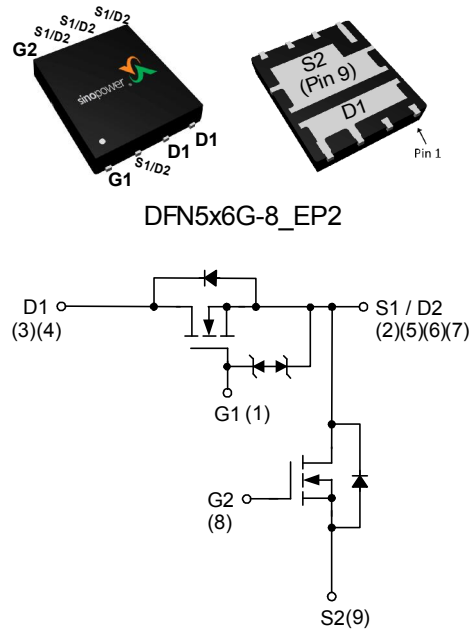 S1/D2
S1/D2
S1/D2
G2
sinopower
G1
S1/D2
D1
D1
S2
(Pin 9)
D1
Pin 1
DFN5x6G-8_EP2
D1
(3)(4)
S1 / D2
(2)(5)(6)(7)
G1 (1)
G2
(8)
S2(9)